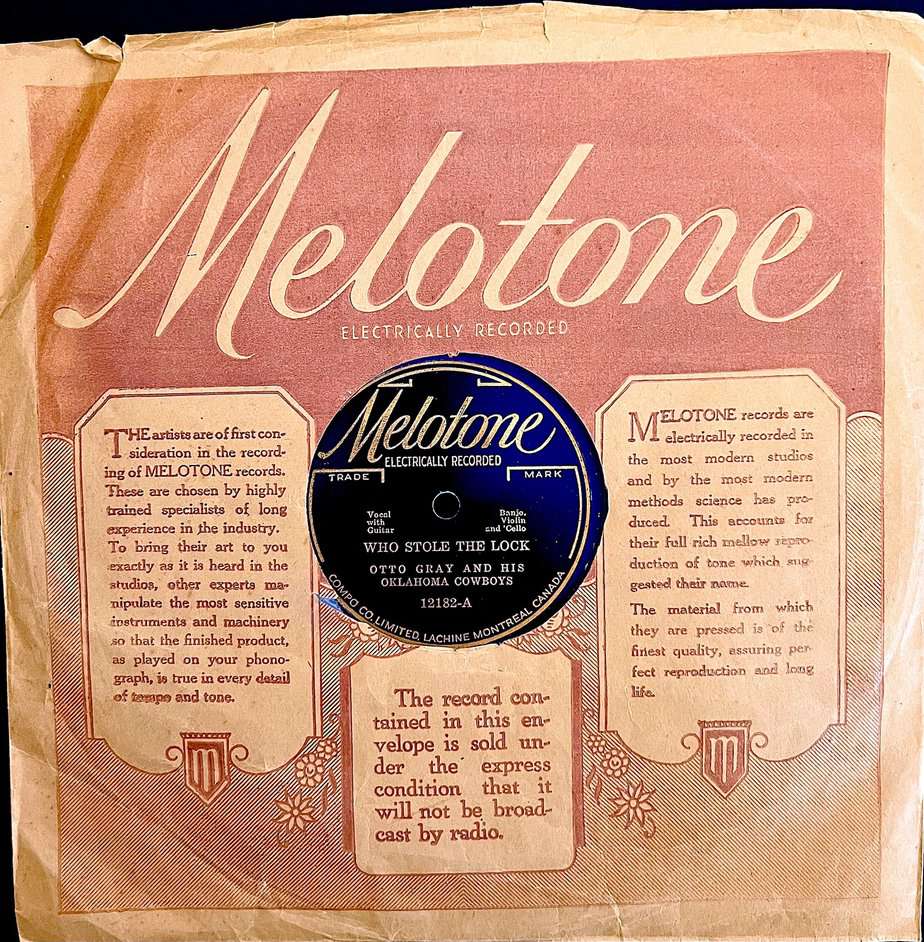 Melotone
ELECTRICALLY RECORDED
THE artists are of first con-
sideration in the record-
ing of MELOTONE records.
These are chosen by highly
trained specialists of long
experience in the industry.
To bring their art to you
exactly as it is heard in the
studios, other experts ma-
nipulate the most sensitive
instruments and machinery
so that the finished product,
as played on your phono-
graph, is true in every detail
of tempo and tone.
Melotone
ELECTRICALLY RECORDED
TRADE MARK
Vocal
with
Guitar
Banjo,
Violin
and 'Cello
WHO STOLE THE LOCK
OTTO GRAY AND HIS
OKLAHOMA COWBOYS
12182-A
COMPO CO. LIMITED, LACHINE MONTREAL CANADA
MELOTONE records are
electrically recorded in
the most modern studios
and by the most modern
methods science has pro-
duced. This accounts for
their full rich mellow repro-
duction of tone which sug-
gested their name.
The material from which
they are pressed is of the
finest quality, assuring per-
fect reproduction and long
life.
M
The record con-
tained in this en-
velope is sold un-
der the express
condition that it
will not be broad-
cast by radio.
M